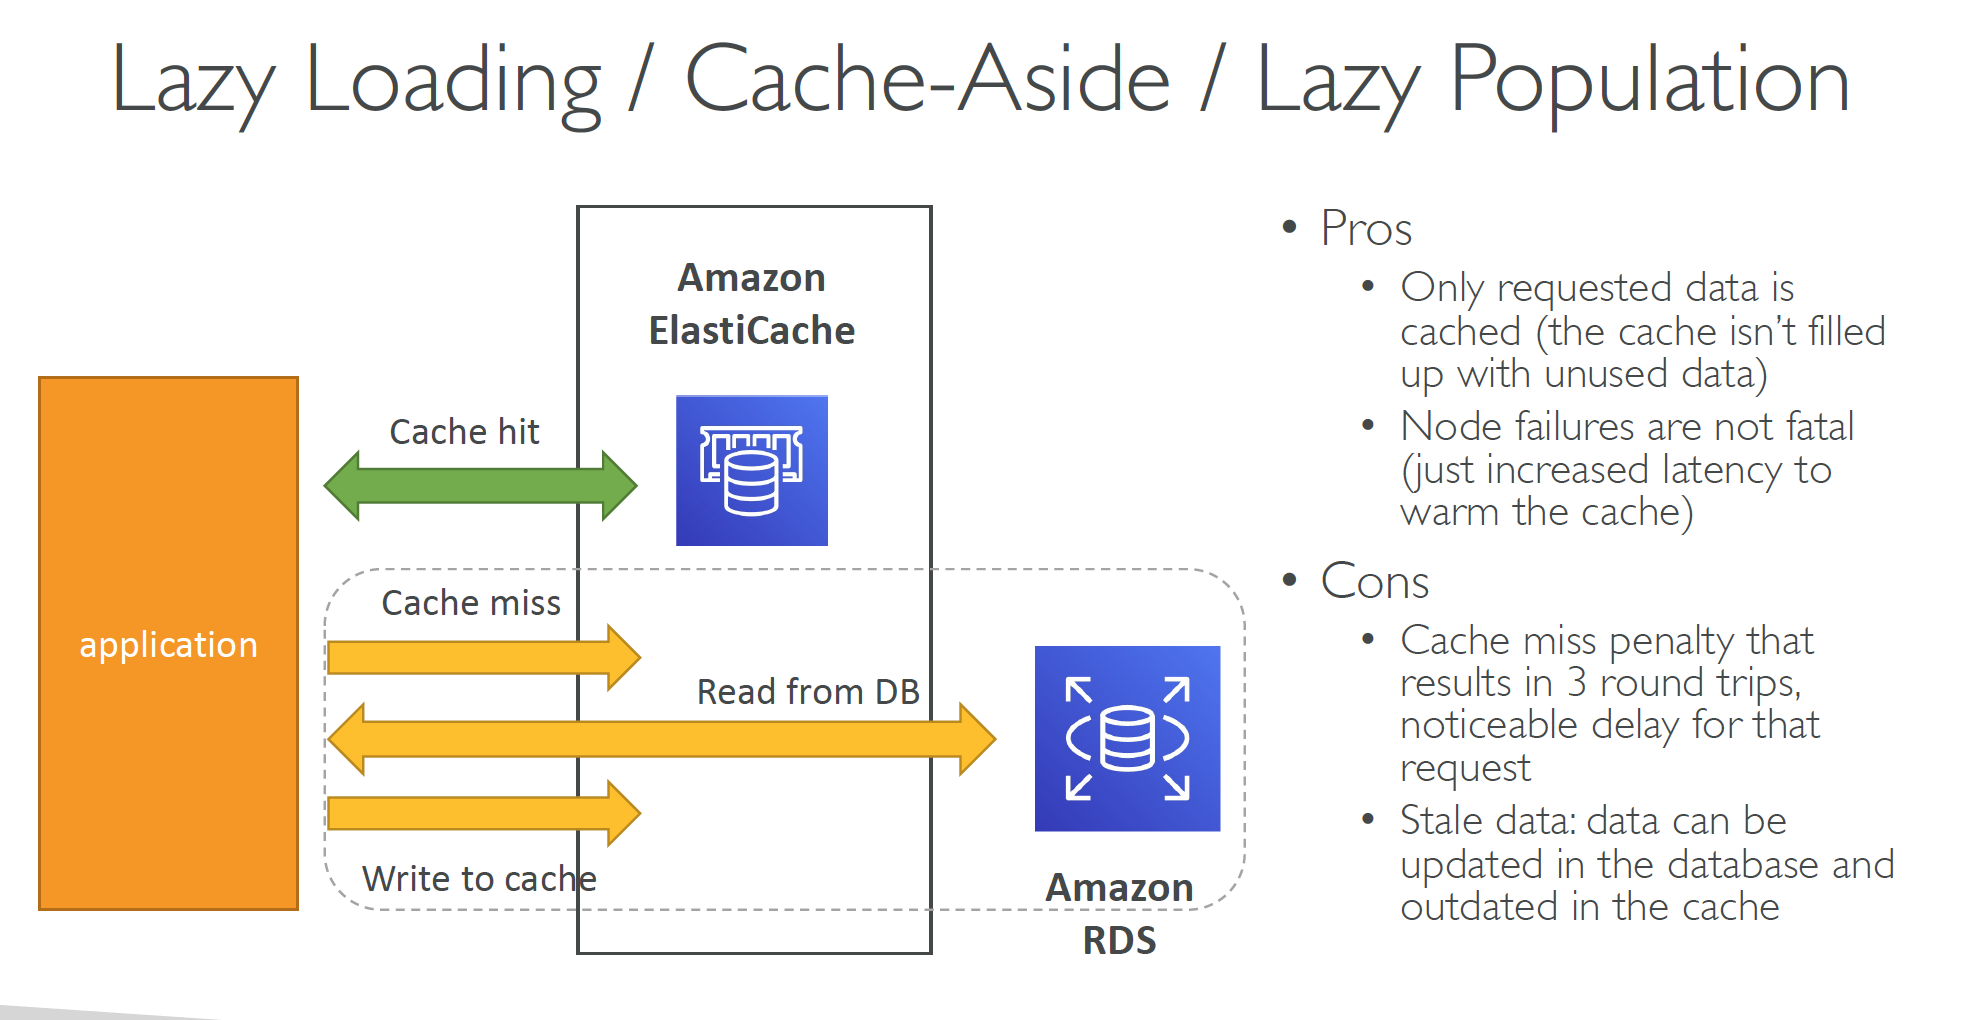 Lazy Loading / Cache-Aside / Lazy Population
Amazon
ElastiCache
Cache hit
Cache miss
application
Read from DB
Write to cache
Amazon
RDS
• Pros
• Only requested data is
cached (the cache isn’t filled
up with unused data)
• Node failures are not fatal
(just increased latency to
warm the cache)
• Cons
• Cache miss penalty that
results in 3 round trips,
noticeable delay for that
request
• Stale data: data can be
updated in the database and
outdated in the cache